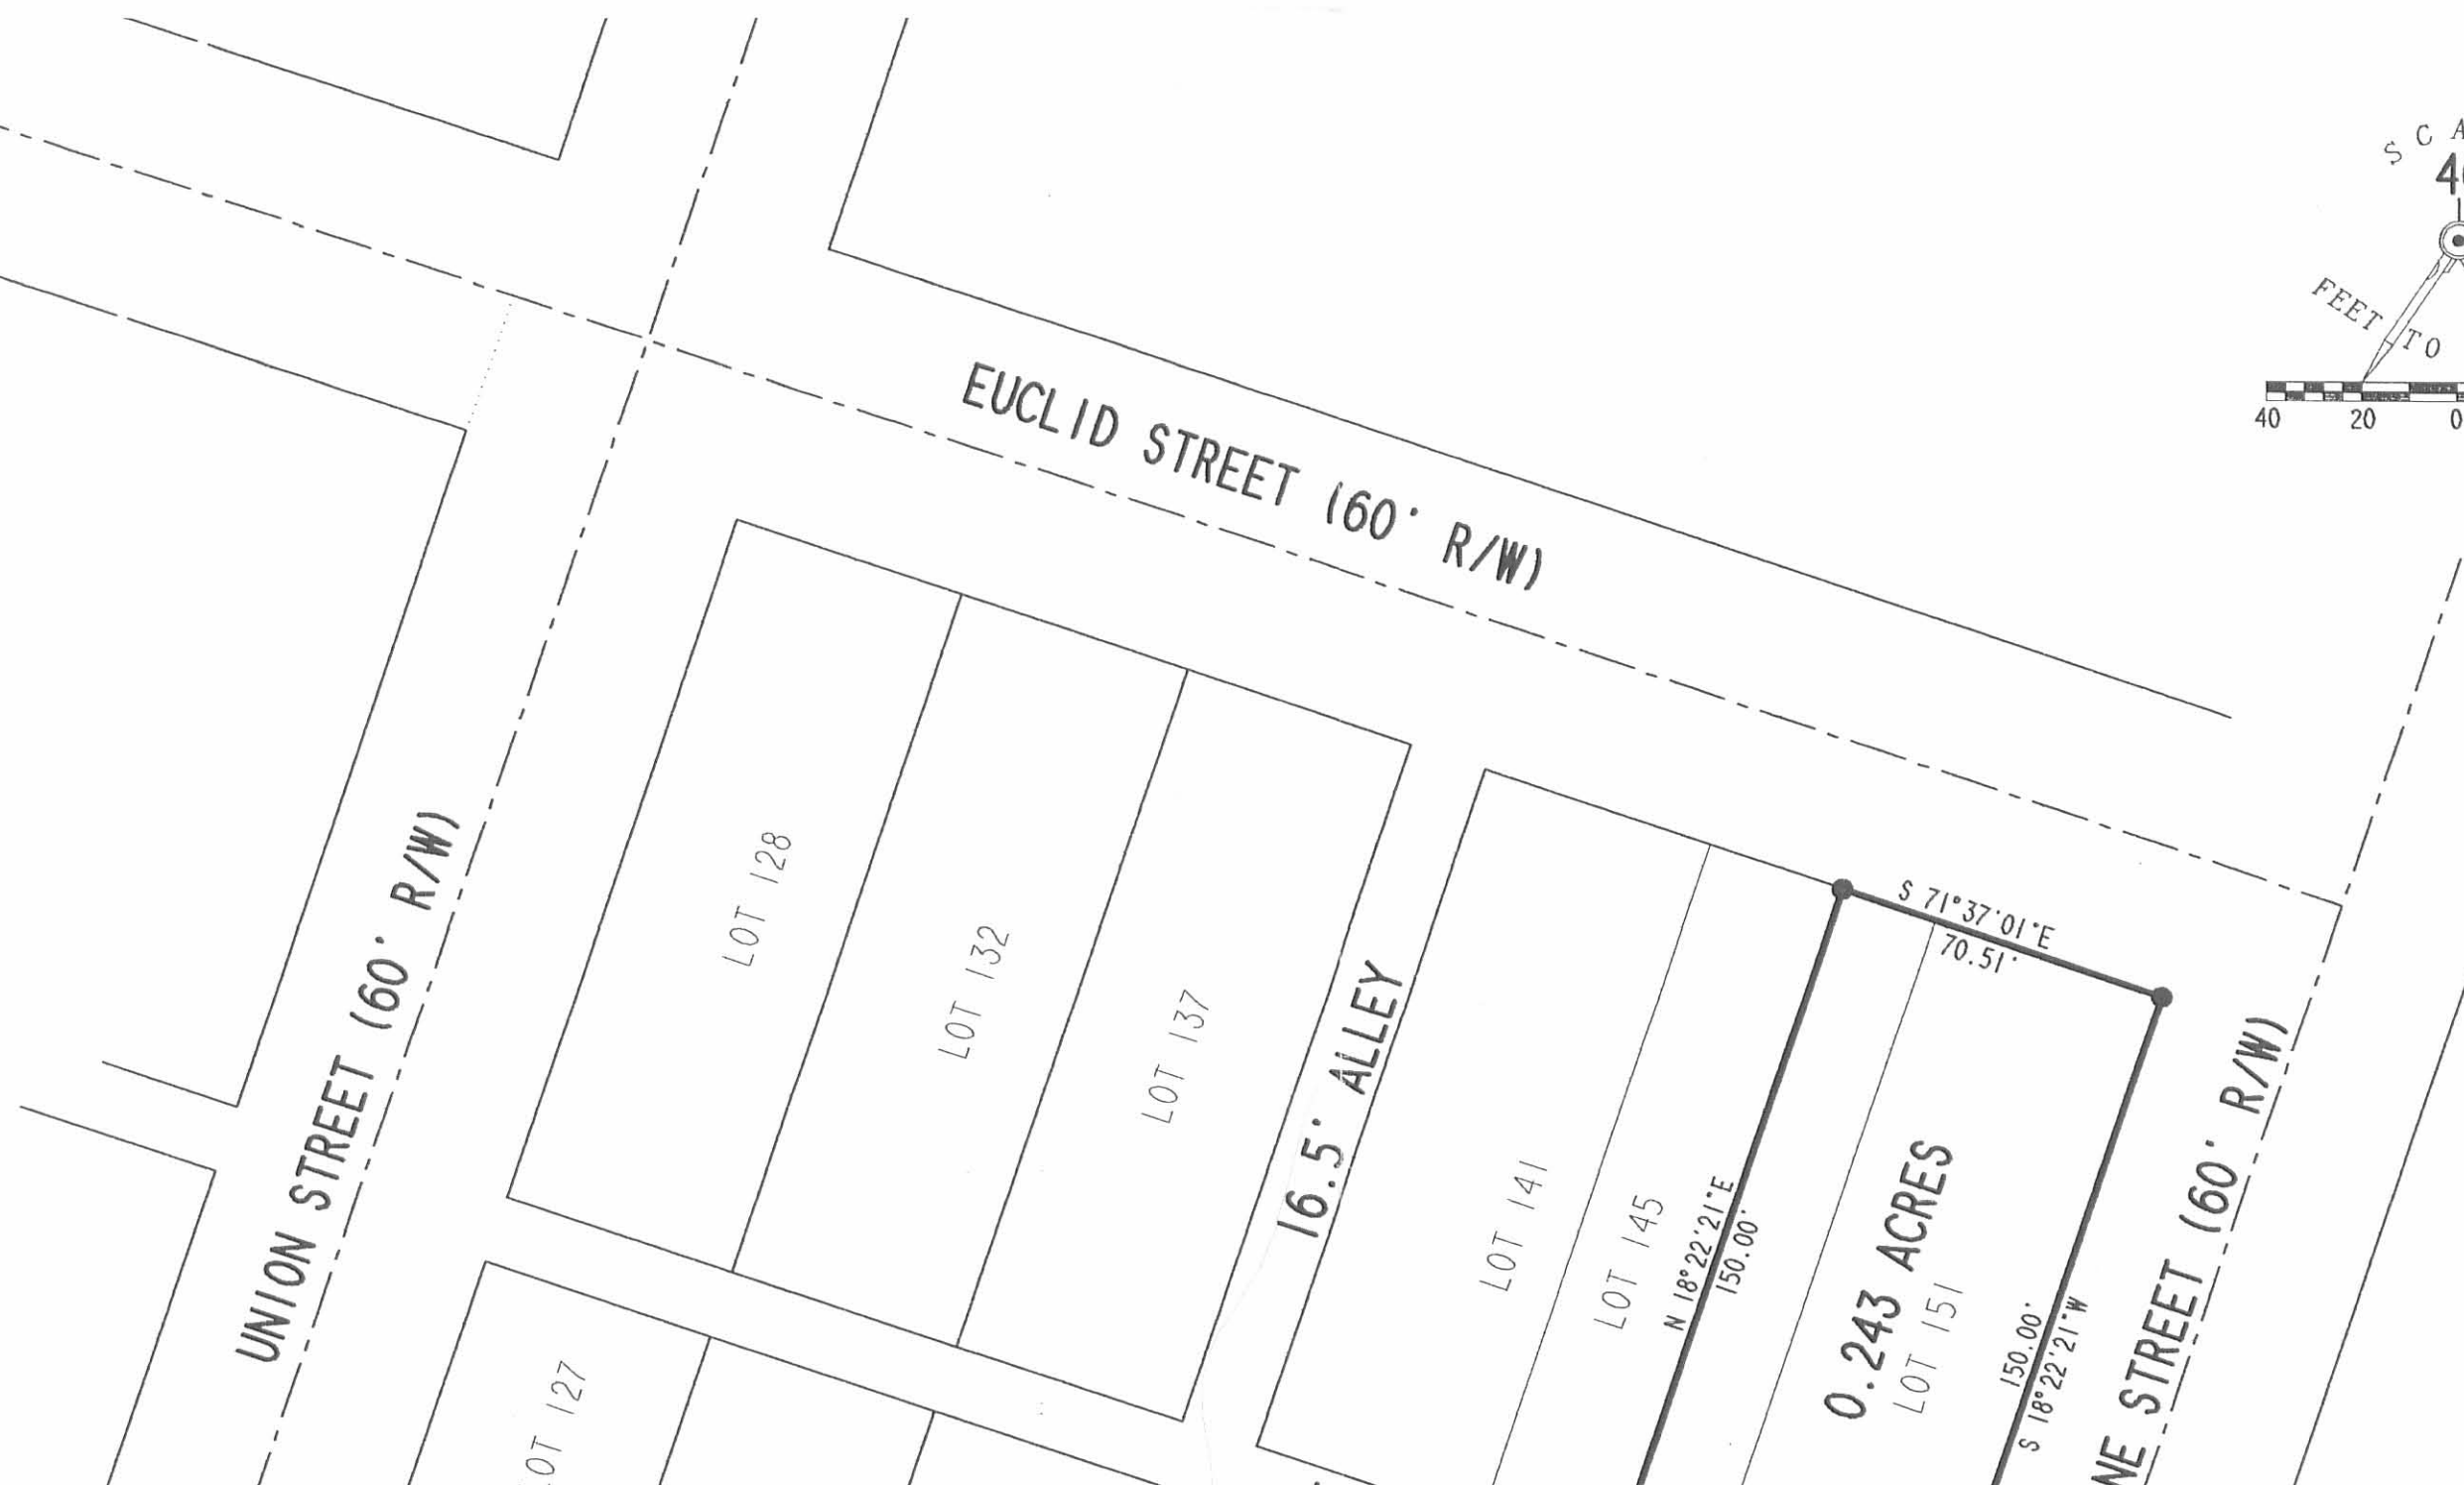 S C A
4
FEET TO
40 20 0
EUCLID STREET (60' R/W)
S 71°37'01"E
70.51'
LOT 128
LOT 132
LOT 137
16.5' ALLEY
LOT 141
LOT 145
N 18°22'21"E
150.00'
0.243 ACRES
LOT 151
150.00'
S 18°22'21"W
NE STREET (60' R/W)
UNION STREET (60' R/W)
LOT 127